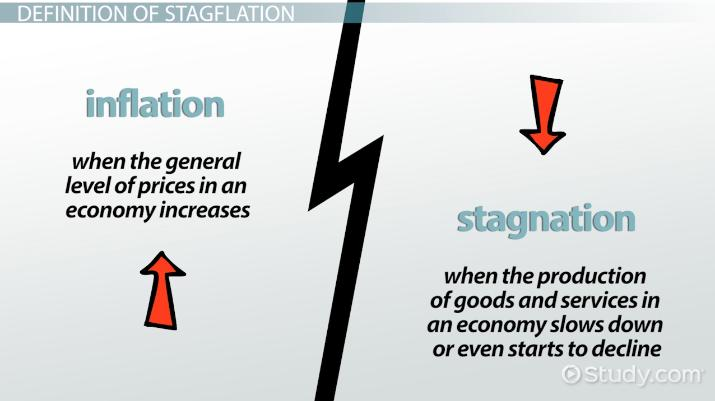 DEFINITION OF STAGFLATION
inflation
when the general
level of prices in an
economy increases
stagnation
when the production
of goods and services in
an economy slows down
or even starts to decline
Study.com